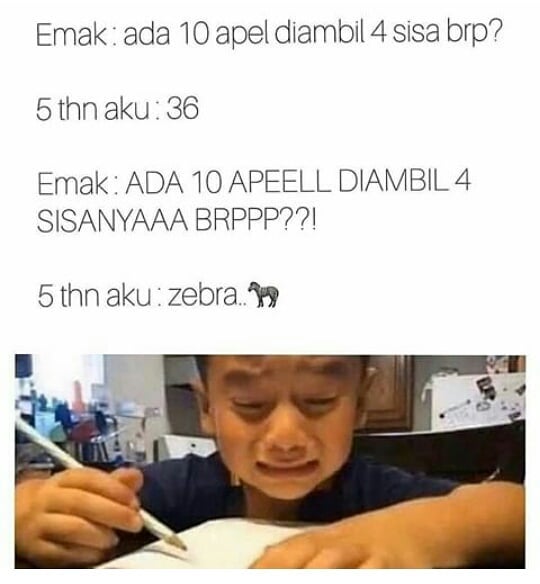 Emak : ada 10 apel diambil 4 sisa brp?
5 thn aku : 36
Emak : ADA 10 APEELL DIAMBIL 4
SISANYAAA BRPPP??!
5 thn aku : zebra..🦓